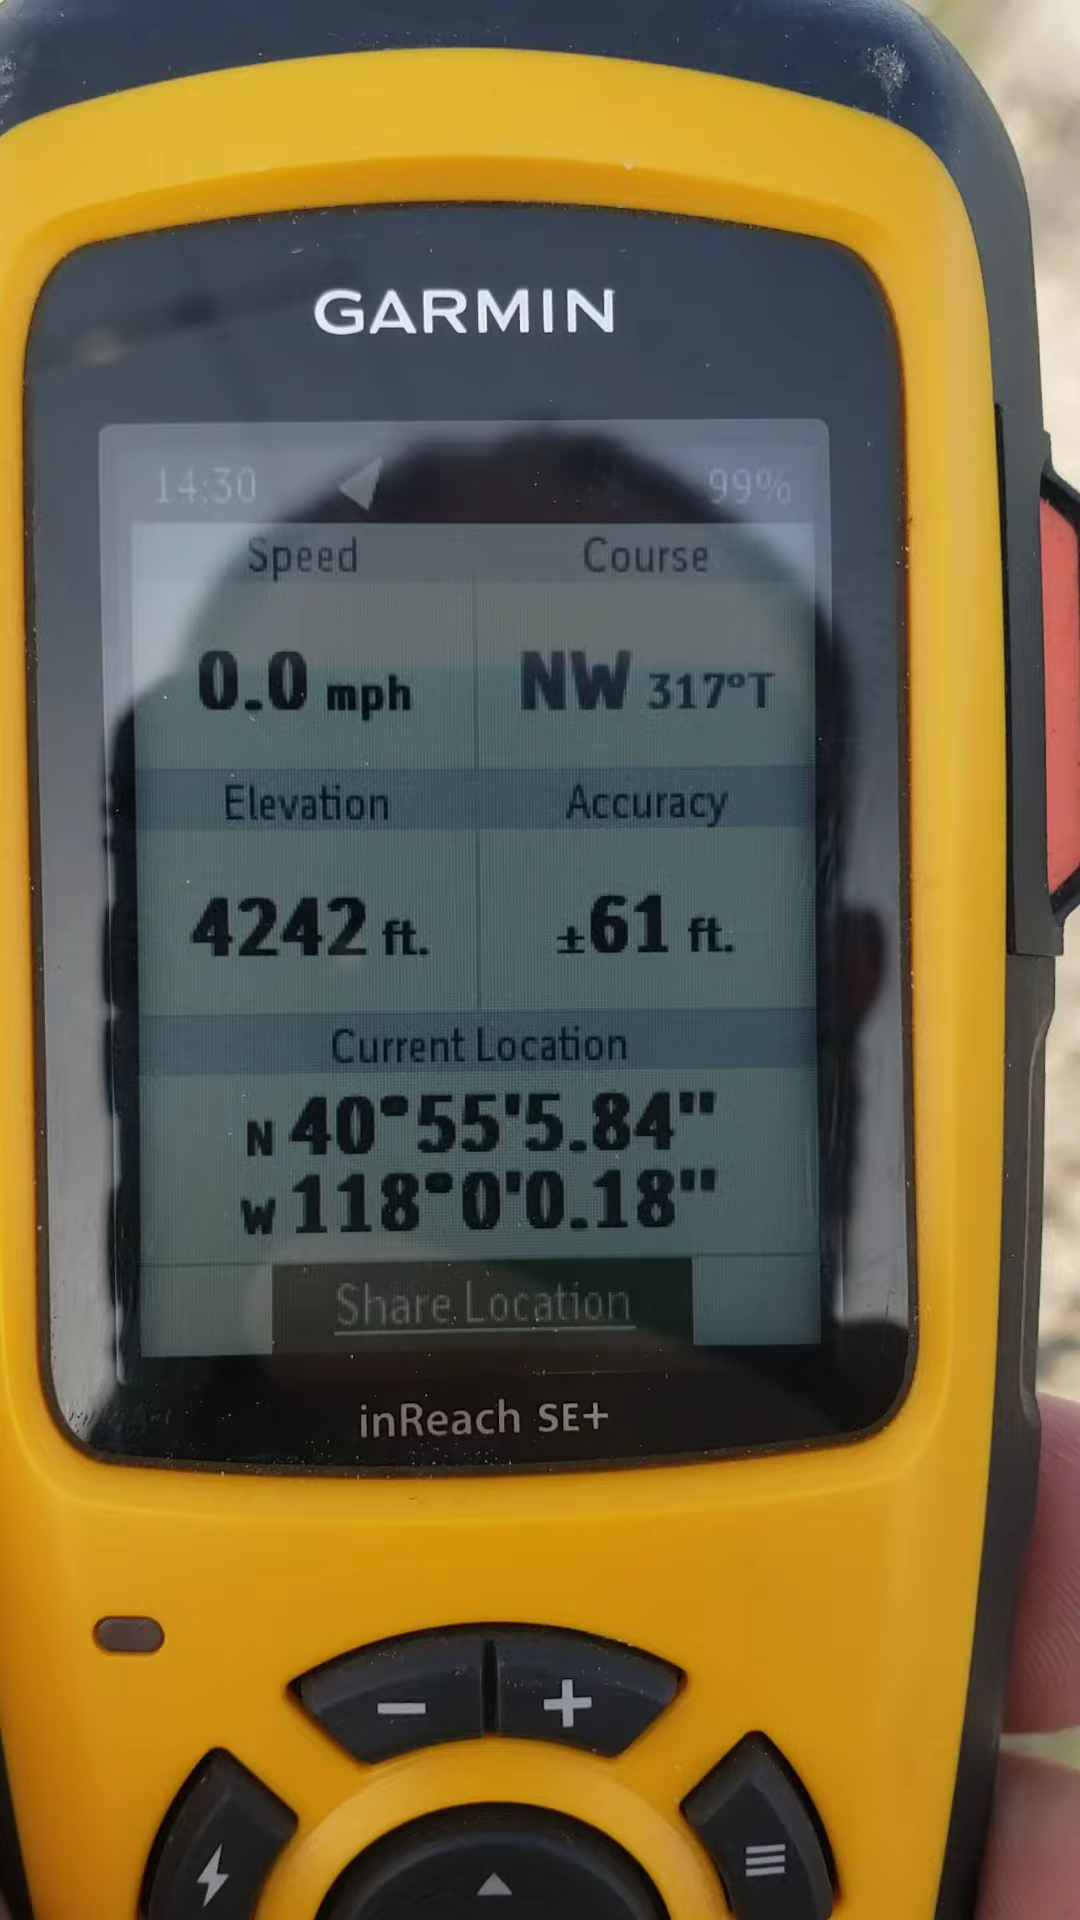 GARMIN
14:30 99%
Speed Course
0.0 mph NW 317°T
Elevation Accuracy
4242 ft. ±61 ft.
Current Location
N 40°55'5.84"
W 118°0'0.18"
Share Location
inReach SE+
− +